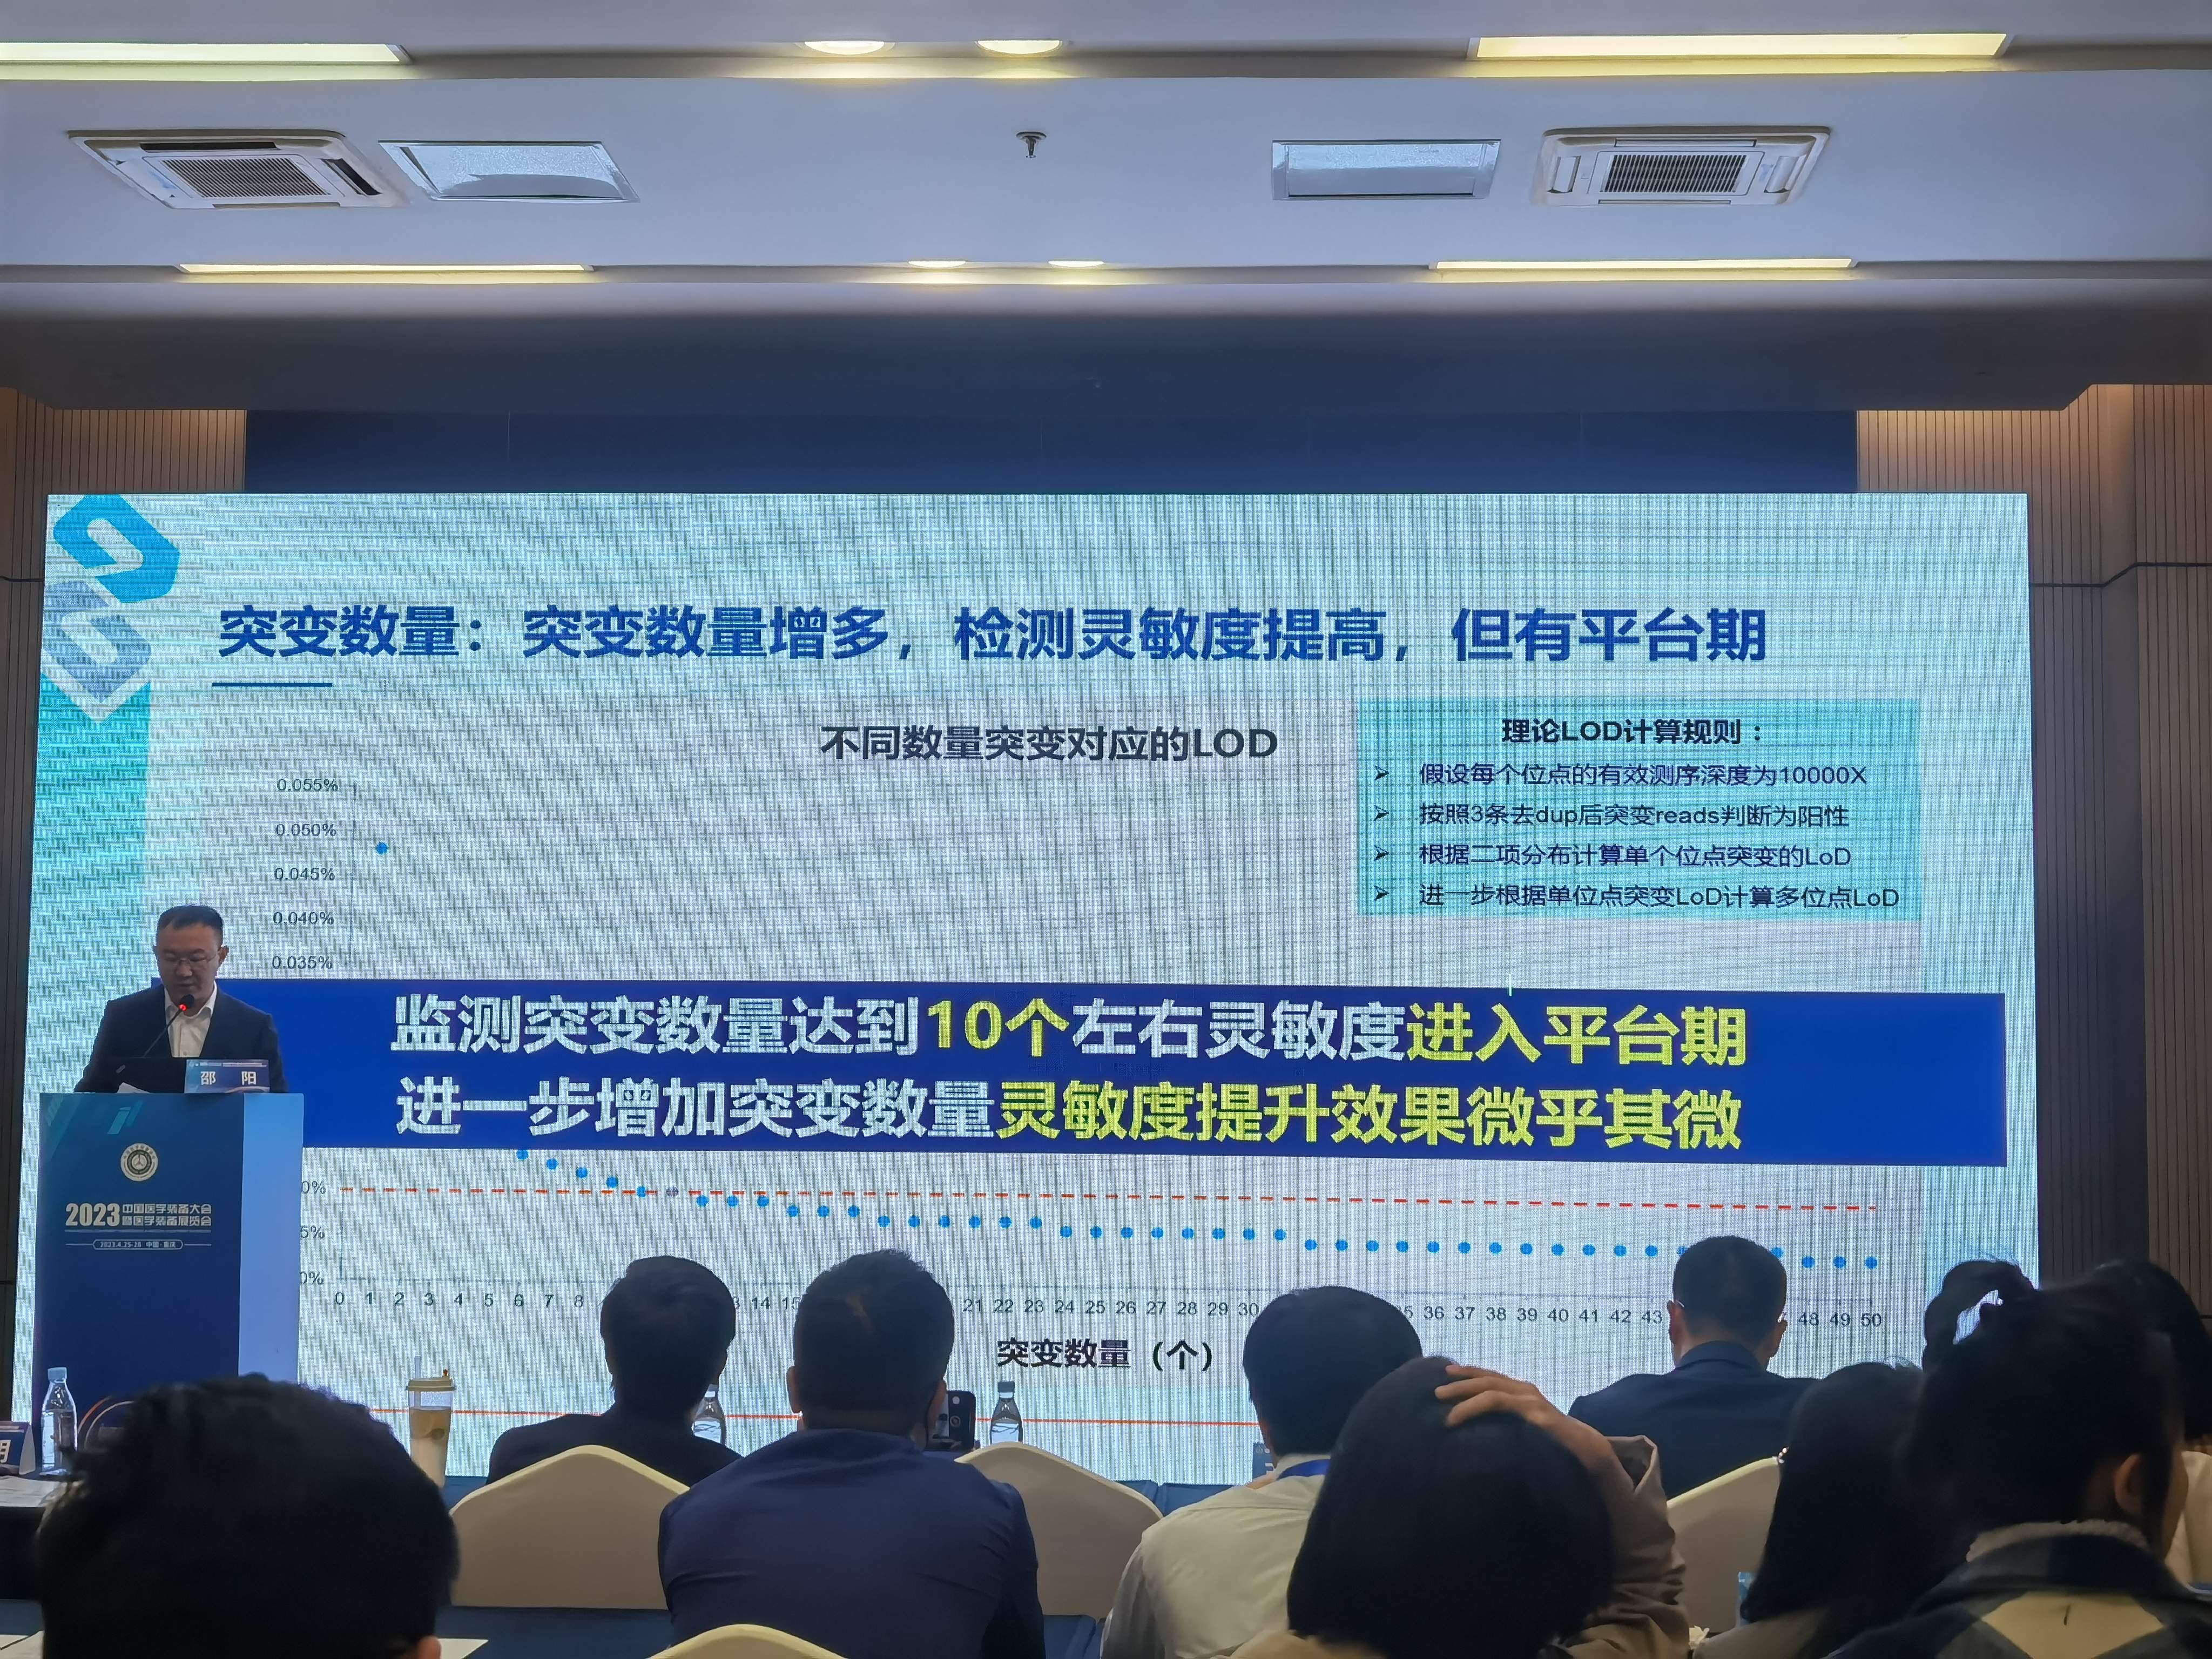 突变数量：突变数量增多，检测灵敏度提高，但有平台期
不同数量突变对应的LOD
理论LOD计算规则：
➢ 假设每个位点的有效测序深度为10000X
➢ 按照3条去dup后突变reads判断为阳性
➢ 根据二项分布计算单个位点突变的LoD
➢ 进一步根据单位点突变LoD计算多位点LoD
0.055%
0.050%
0.045%
0.040%
0.035%
监测突变数量达到10个左右灵敏度进入平台期
进一步增加突变数量灵敏度提升效果微乎其微
0%
5%
0%
0 1 2 3 4 5 6 7 8 14 21 22 23 24 25 26 27 28 29 30 36 37 38 39 40 41 42 43 48 49 50
突变数量（个）
邵 阳
2023 中国医学装备大会
暨医学装备展览会
2023.4.25-28 中国·重庆